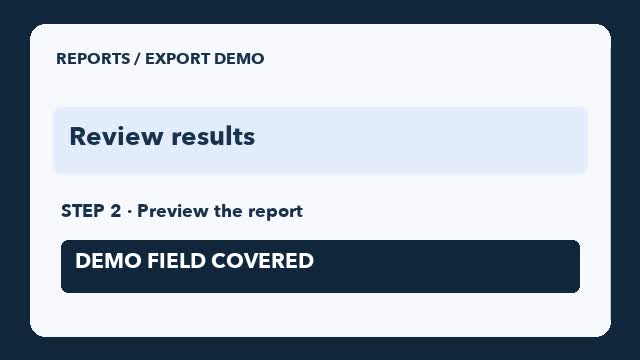 REPORTS / EXPORT DEMO
Review results
STEP 2 · Preview the report
DEMO FIELD COVERED